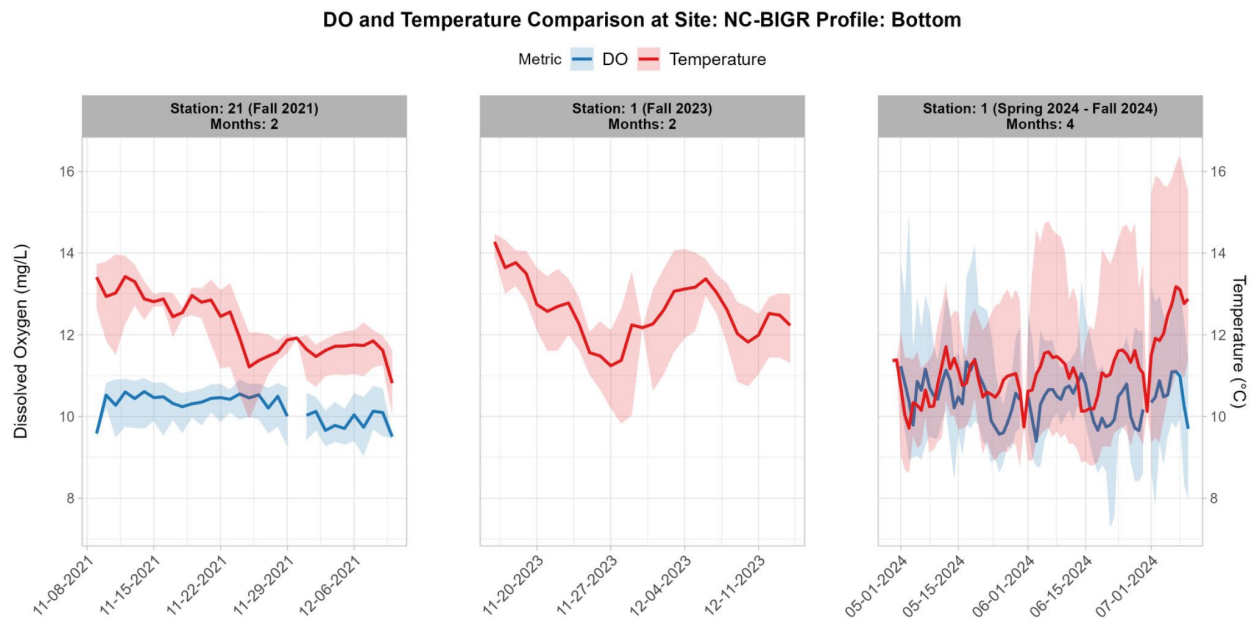 DO and Temperature Comparison at Site: NC-BIGR Profile: Bottom
Metric DO Temperature
Station: 21 (Fall 2021)
Months: 2
Station: 1 (Fall 2023)
Months: 2
Station: 1 (Spring 2024 - Fall 2024)
Months: 4
Dissolved Oxygen (mg/L)
16
14
12
10
8
16
14
12
10
8
Temperature (°C)
11-08-2021
11-15-2021
11-22-2021
11-29-2021
12-06-2021
11-20-2023
11-27-2023
12-04-2023
12-11-2023
05-01-2024
05-15-2024
06-01-2024
06-15-2024
07-01-2024